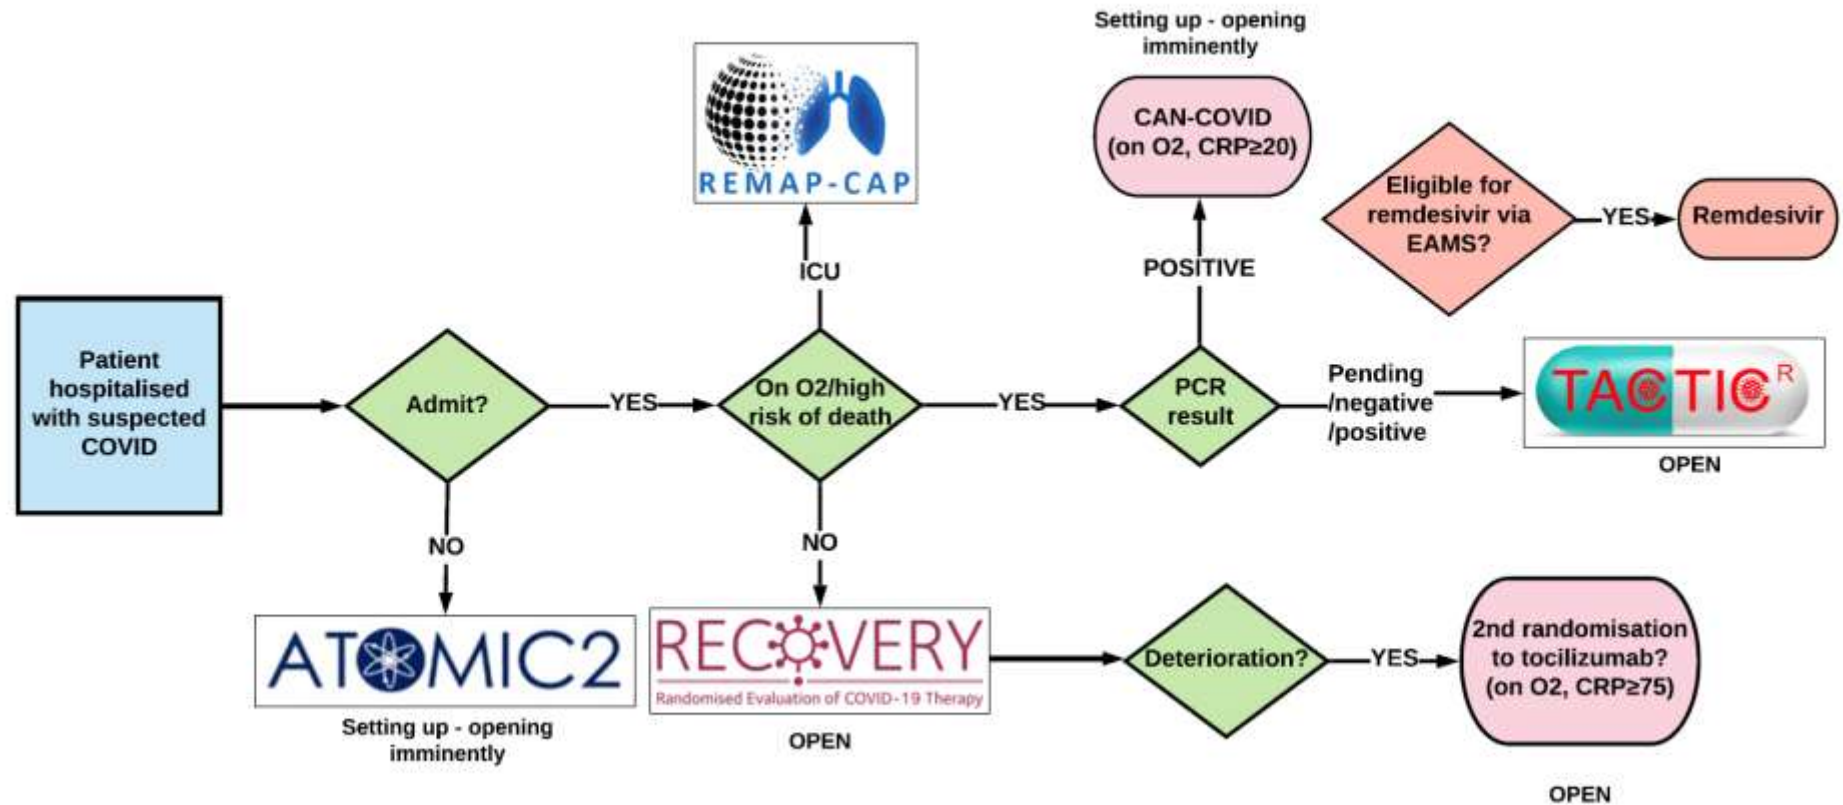 Setting up - opening
imminently
REMAP-CAP
CAN-COVID
(on O2, CRP≥20)
Eligible for
remdesivir via
EAMS?
YES
Remdesivir
ICU
POSITIVE
Patient
hospitalised
with suspected
COVID
Admit?
YES
On O2/high
risk of death
YES
PCR
result
Pending
/negative
/positive
TACTIC R
OPEN
NO
NO
ATOMIC2
Setting up - opening
imminently
RECOVERY
Randomised Evaluation of COVID-19 Therapy
OPEN
Deterioration?
YES
2nd randomisation
to tocilizumab?
(on O2, CRP≥75)
OPEN